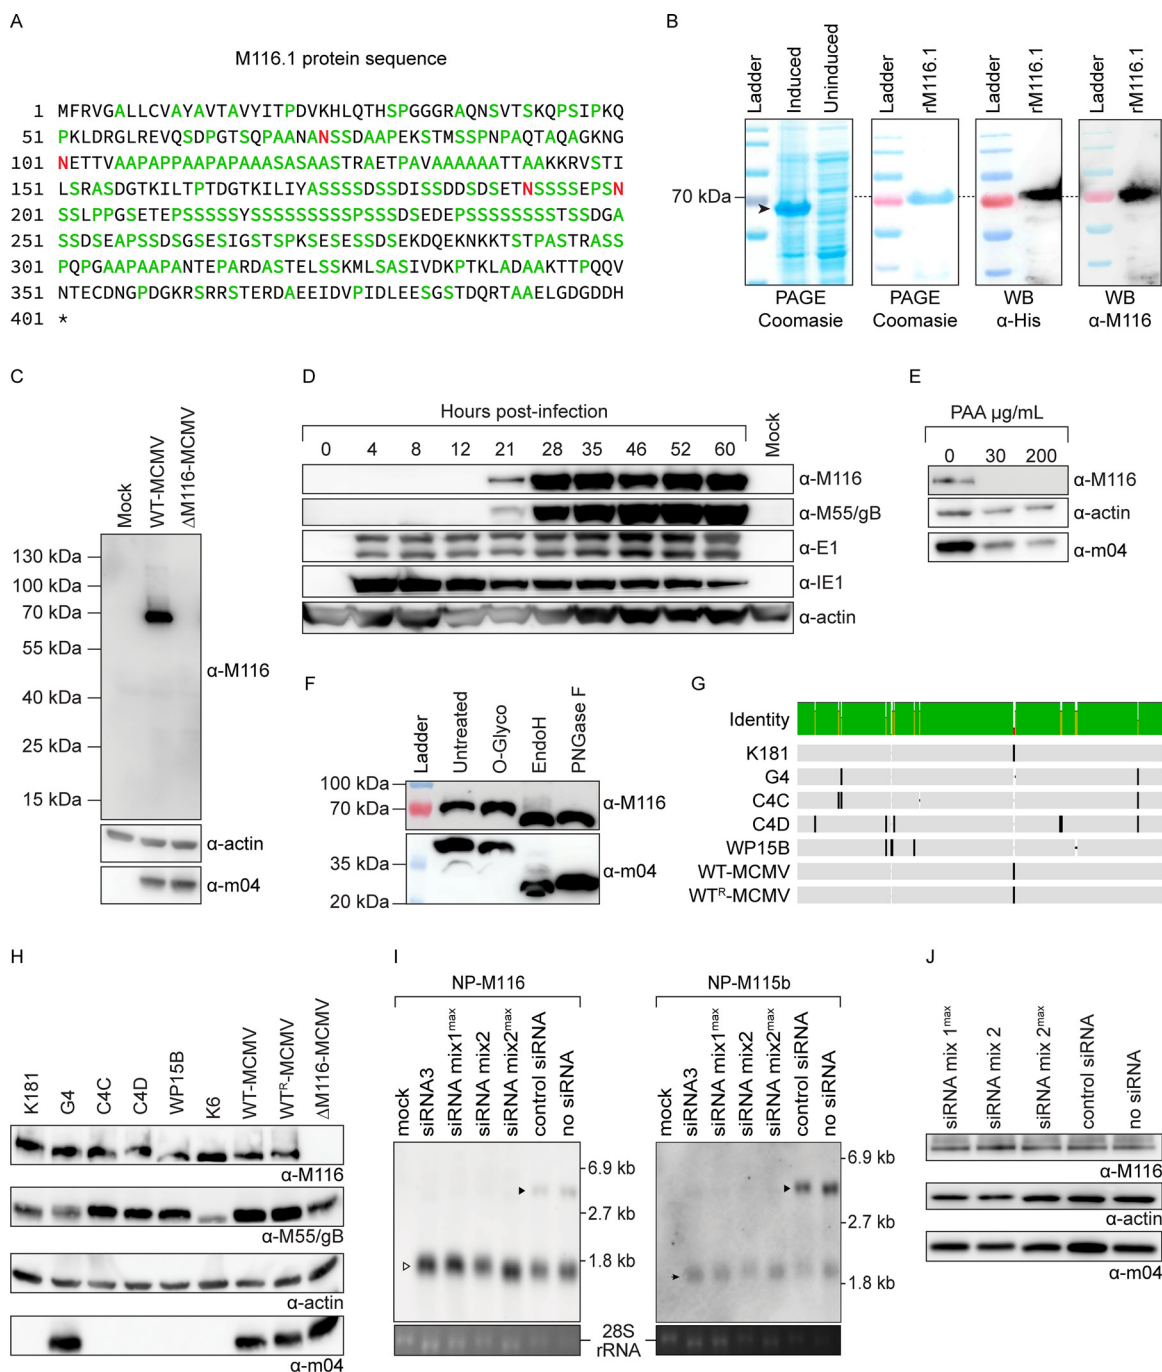 A
M116.1 protein sequence
1 MFRVGALLCVAYAVTAVYITPDVKHLQTHSPGGGRAQNSVTSKQPSIPKQ
51 PKLDRGLREVQSDPGTSQPAANANSSDAAPEKSTMSSPNPAQTAQAGKNG
101 NETTVAAPAPPAAPAPAAASASAASTRAETPAVAAAAAATTAAKKRVSTI
151 LSRASDGTKILTPTDGTKILIYASSSSDSSDISSDDSDSETNSSSSEPSN
201 SSLPPGSETEPSSSSSYSSSSSSSSSPSSSDSEDEPSSSSSSSSTSSDGA
251 SSDSEAPSSDSGSESIGSTSPKSESESSDSEKDQEKNKKTSTPASTRASS
301 PQPGAAPAAPANTEPARDASTELSSKMLSASIVDKPTKLADAAKTTPQQV
351 NTECDNGPDGKRSRRSTERDAEEIDVPIDLEESGSTDQRTAAELGDGDDH
401 *
B
Ladder Induced Uninduced
Ladder rM116.1
Ladder rM116.1
Ladder rM116.1
70 kDa
PAGE Coomasie
PAGE Coomasie
WB α-His
WB α-M116
C
Mock WT-MCMV ΔM116-MCMV
130 kDa
100 kDa
70 kDa
55 kDa
40 kDa
25 kDa
15 kDa
α-M116
α-actin
α-m04
D
Hours post-infection
0 4 8 12 21 28 35 46 52 60 Mock
α-M116
α-M55/gB
α-E1
α-IE1
α-actin
E
PAA µg/mL
0 30 200
α-M116
α-actin
α-m04
F
Ladder Untreated O-Glyco EndoH PNGase F
100 kDa
70 kDa
α-M116
35 kDa
α-m04
20 kDa
G
Identity
K181
G4
C4C
C4D
WP15B
WT-MCMV
WTR-MCMV
H
K181 G4 C4C C4D WP15B K6 WT-MCMV WTR-MCMV ΔM116-MCMV
α-M116
α-M55/gB
α-actin
α-m04
I
NP-M116
mock siRNA3 siRNA mix1max siRNA mix2 siRNA mix2max control siRNA no siRNA
6.9 kb
2.7 kb
1.8 kb
28S
rRNA
NP-M115b
mock siRNA3 siRNA mix1max siRNA mix2 siRNA mix2max control siRNA no siRNA
6.9 kb
2.7 kb
1.8 kb
J
siRNA mix 1max siRNA mix 2 siRNA mix 2max control siRNA no siRNA
α-M116
α-actin
α-m04